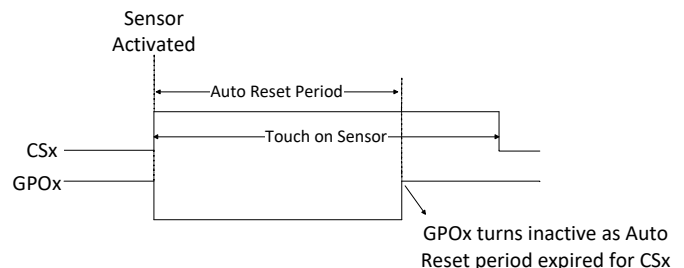 Sensor
Activated
Auto Reset Period
Touch on Sensor
CSx
GPOx
GPOx turns inactive as Auto
Reset period expired for CSx